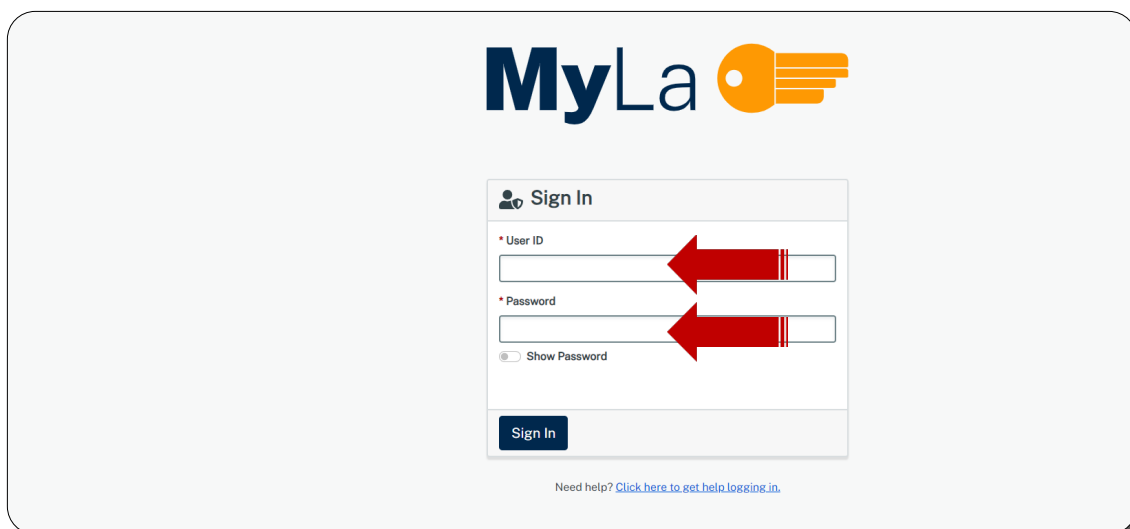 MyLa
Sign In
* User ID
* Password
Show Password
Sign In
Need help? Click here to get help logging in.